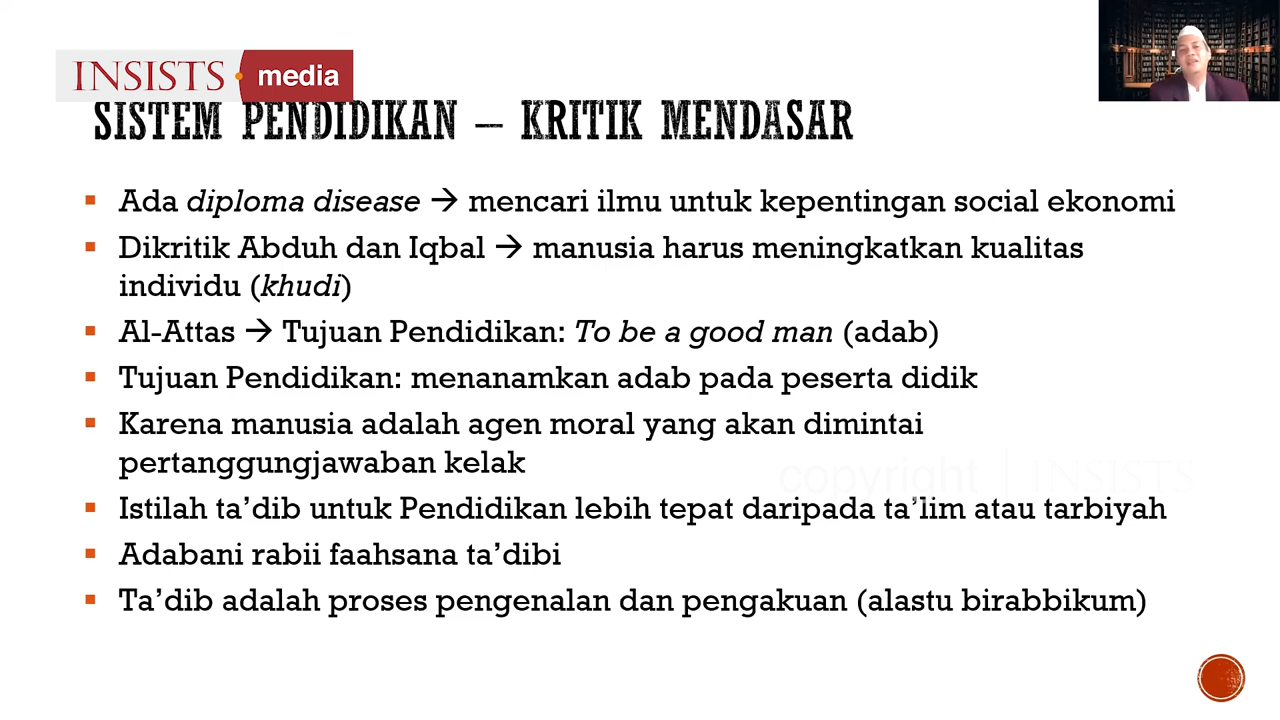 INSISTS media
SISTEM PENDIDIKAN – KRITIK MENDASAR
▪ Ada diploma disease → mencari ilmu untuk kepentingan social ekonomi
▪ Dikritik Abduh dan Iqbal → manusia harus meningkatkan kualitas
individu (khudi)
▪ Al-Attas → Tujuan Pendidikan: To be a good man (adab)
▪ Tujuan Pendidikan: menanamkan adab pada peserta didik
▪ Karena manusia adalah agen moral yang akan dimintai
pertanggungjawaban kelak
copyright | INSISTS
▪ Istilah ta’dib untuk Pendidikan lebih tepat daripada ta’lim atau tarbiyah
▪ Adabani rabii faahsana ta’dibi
▪ Ta’dib adalah proses pengenalan dan pengakuan (alastu birabbikum)